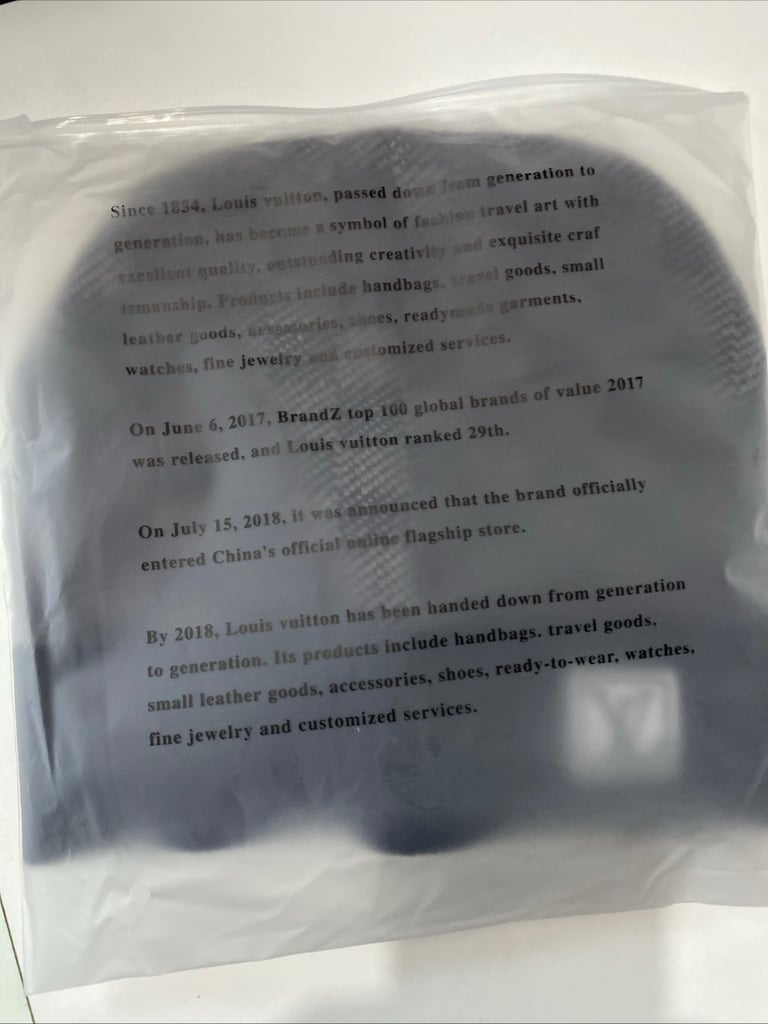 Since 1854, Louis vuitton, passed down from generation to
generation, has become a symbol of fashion travel art with
excellent quality, outstanding creativity and exquisite craf
tsmanship. Products include handbags, travel goods, small
leather goods, accessories, shoes, readymade garments,
watches, fine jewelry and customized services.
On June 6, 2017, BrandZ top 100 global brands of value 2017
was released, and Louis vuitton ranked 29th.
On July 15, 2018, it was announced that the brand officially
entered China's official online flagship store.
By 2018, Louis vuitton has been handed down from generation
to generation. Its products include handbags. travel goods,
small leather goods, accessories, shoes, ready-to-wear, watches,
fine jewelry and customized services.